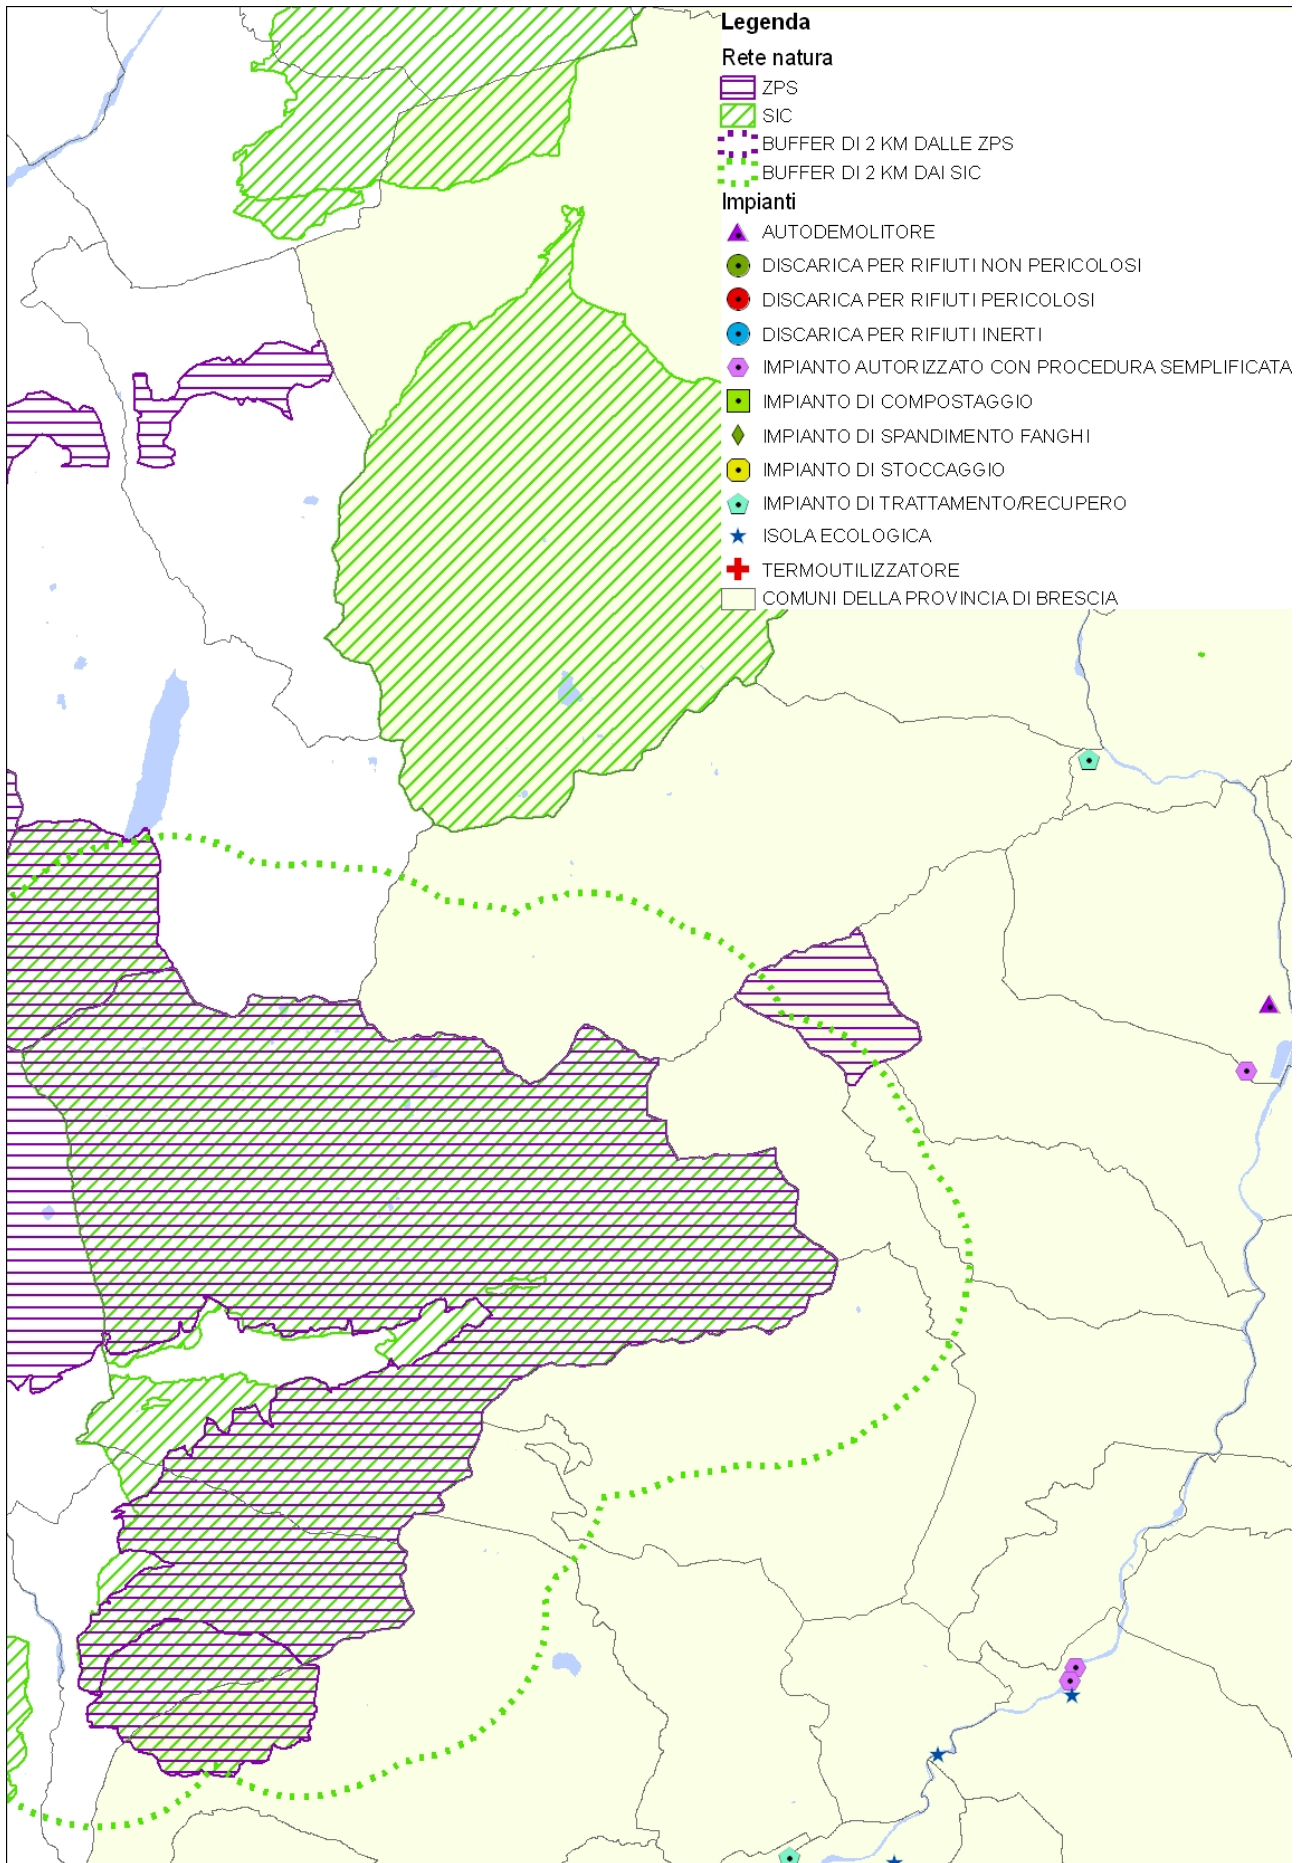 Legenda
Rete natura
ZPS
SIC
BUFFER DI 2 KM DALLE ZPS
BUFFER DI 2 KM DAI SIC
Impianti
AUTODEMOLITORE
DISCARICA PER RIFIUTI NON PERICOLOSI
DISCARICA PER RIFIUTI PERICOLOSI
DISCARICA PER RIFIUTI INERTI
IMPIANTO AUTORIZZATO CON PROCEDURA SEMPLIFICATA
IMPIANTO DI COMPOSTAGGIO
IMPIANTO DI SPANDIMENTO FANGHI
IMPIANTO DI STOCCAGGIO
IMPIANTO DI TRATTAMENTO/RECUPERO
ISOLA ECOLOGICA
TERMOUTILIZZATORE
COMUNI DELLA PROVINCIA DI BRESCIA